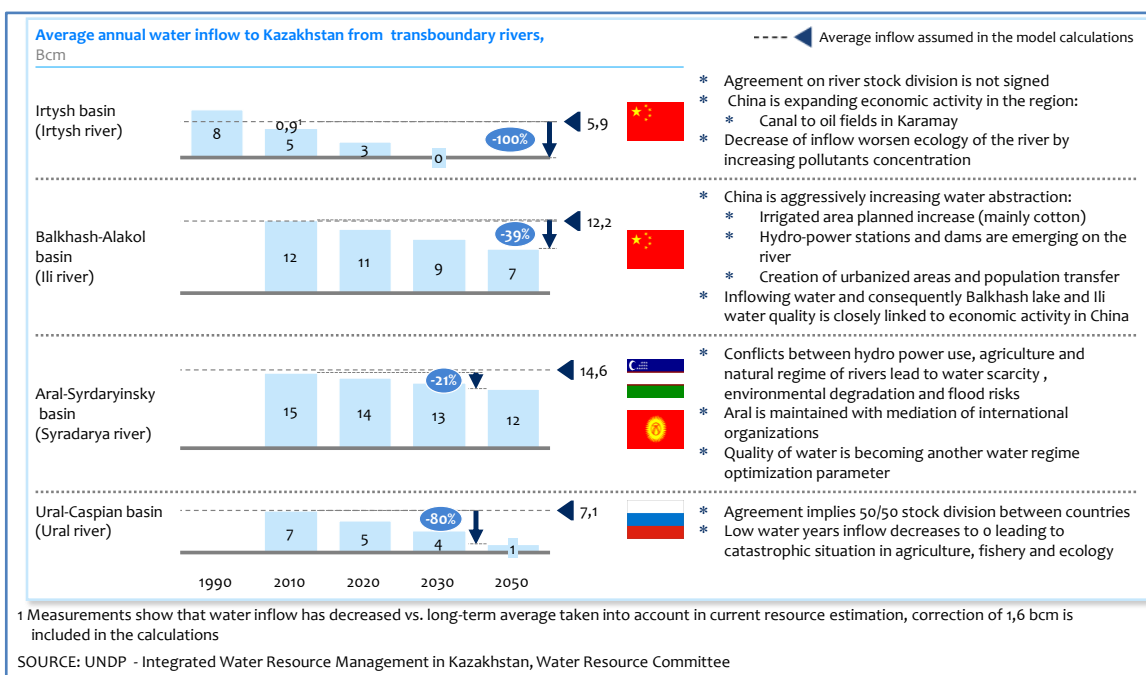 Average annual water inflow to Kazakhstan from transboundary rivers,
Bcm
Average inflow assumed in the model calculations
Irtysh basin
(Irtysh river)
8
0,9¹
5
3
0
-100%
5,9
* Agreement on river stock division is not signed
* China is expanding economic activity in the region:
* Canal to oil fields in Karamay
* Decrease of inflow worsen ecology of the river by
increasing pollutants concentration
Balkhash-Alakol
basin
(Ili river)
12
11
9
7
-39%
12,2
* China is aggressively increasing water abstraction:
* Irrigated area planned increase (mainly cotton)
* Hydro-power stations and dams are emerging on the
river
* Creation of urbanized areas and population transfer
* Inflowing water and consequently Balkhash lake and Ili
water quality is closely linked to economic activity in China
Aral-Syrdaryinsky
basin
(Syradarya river)
15
14
13
12
-21%
14,6
* Conflicts between hydro power use, agriculture and
natural regime of rivers lead to water scarcity ,
environmental degradation and flood risks
* Aral is maintained with mediation of international
organizations
* Quality of water is becoming another water regime
optimization parameter
Ural-Caspian basin
(Ural river)
7
5
4
1
-80%
7,1
* Agreement implies 50/50 stock division between countries
* Low water years inflow decreases to 0 leading to
catastrophic situation in agriculture, fishery and ecology
1990 2010 2020 2030 2050
1 Measurements show that water inflow has decreased vs. long-term average taken into account in current resource estimation, correction of 1,6 bcm is
included in the calculations
SOURCE: UNDP - Integrated Water Resource Management in Kazakhstan, Water Resource Committee